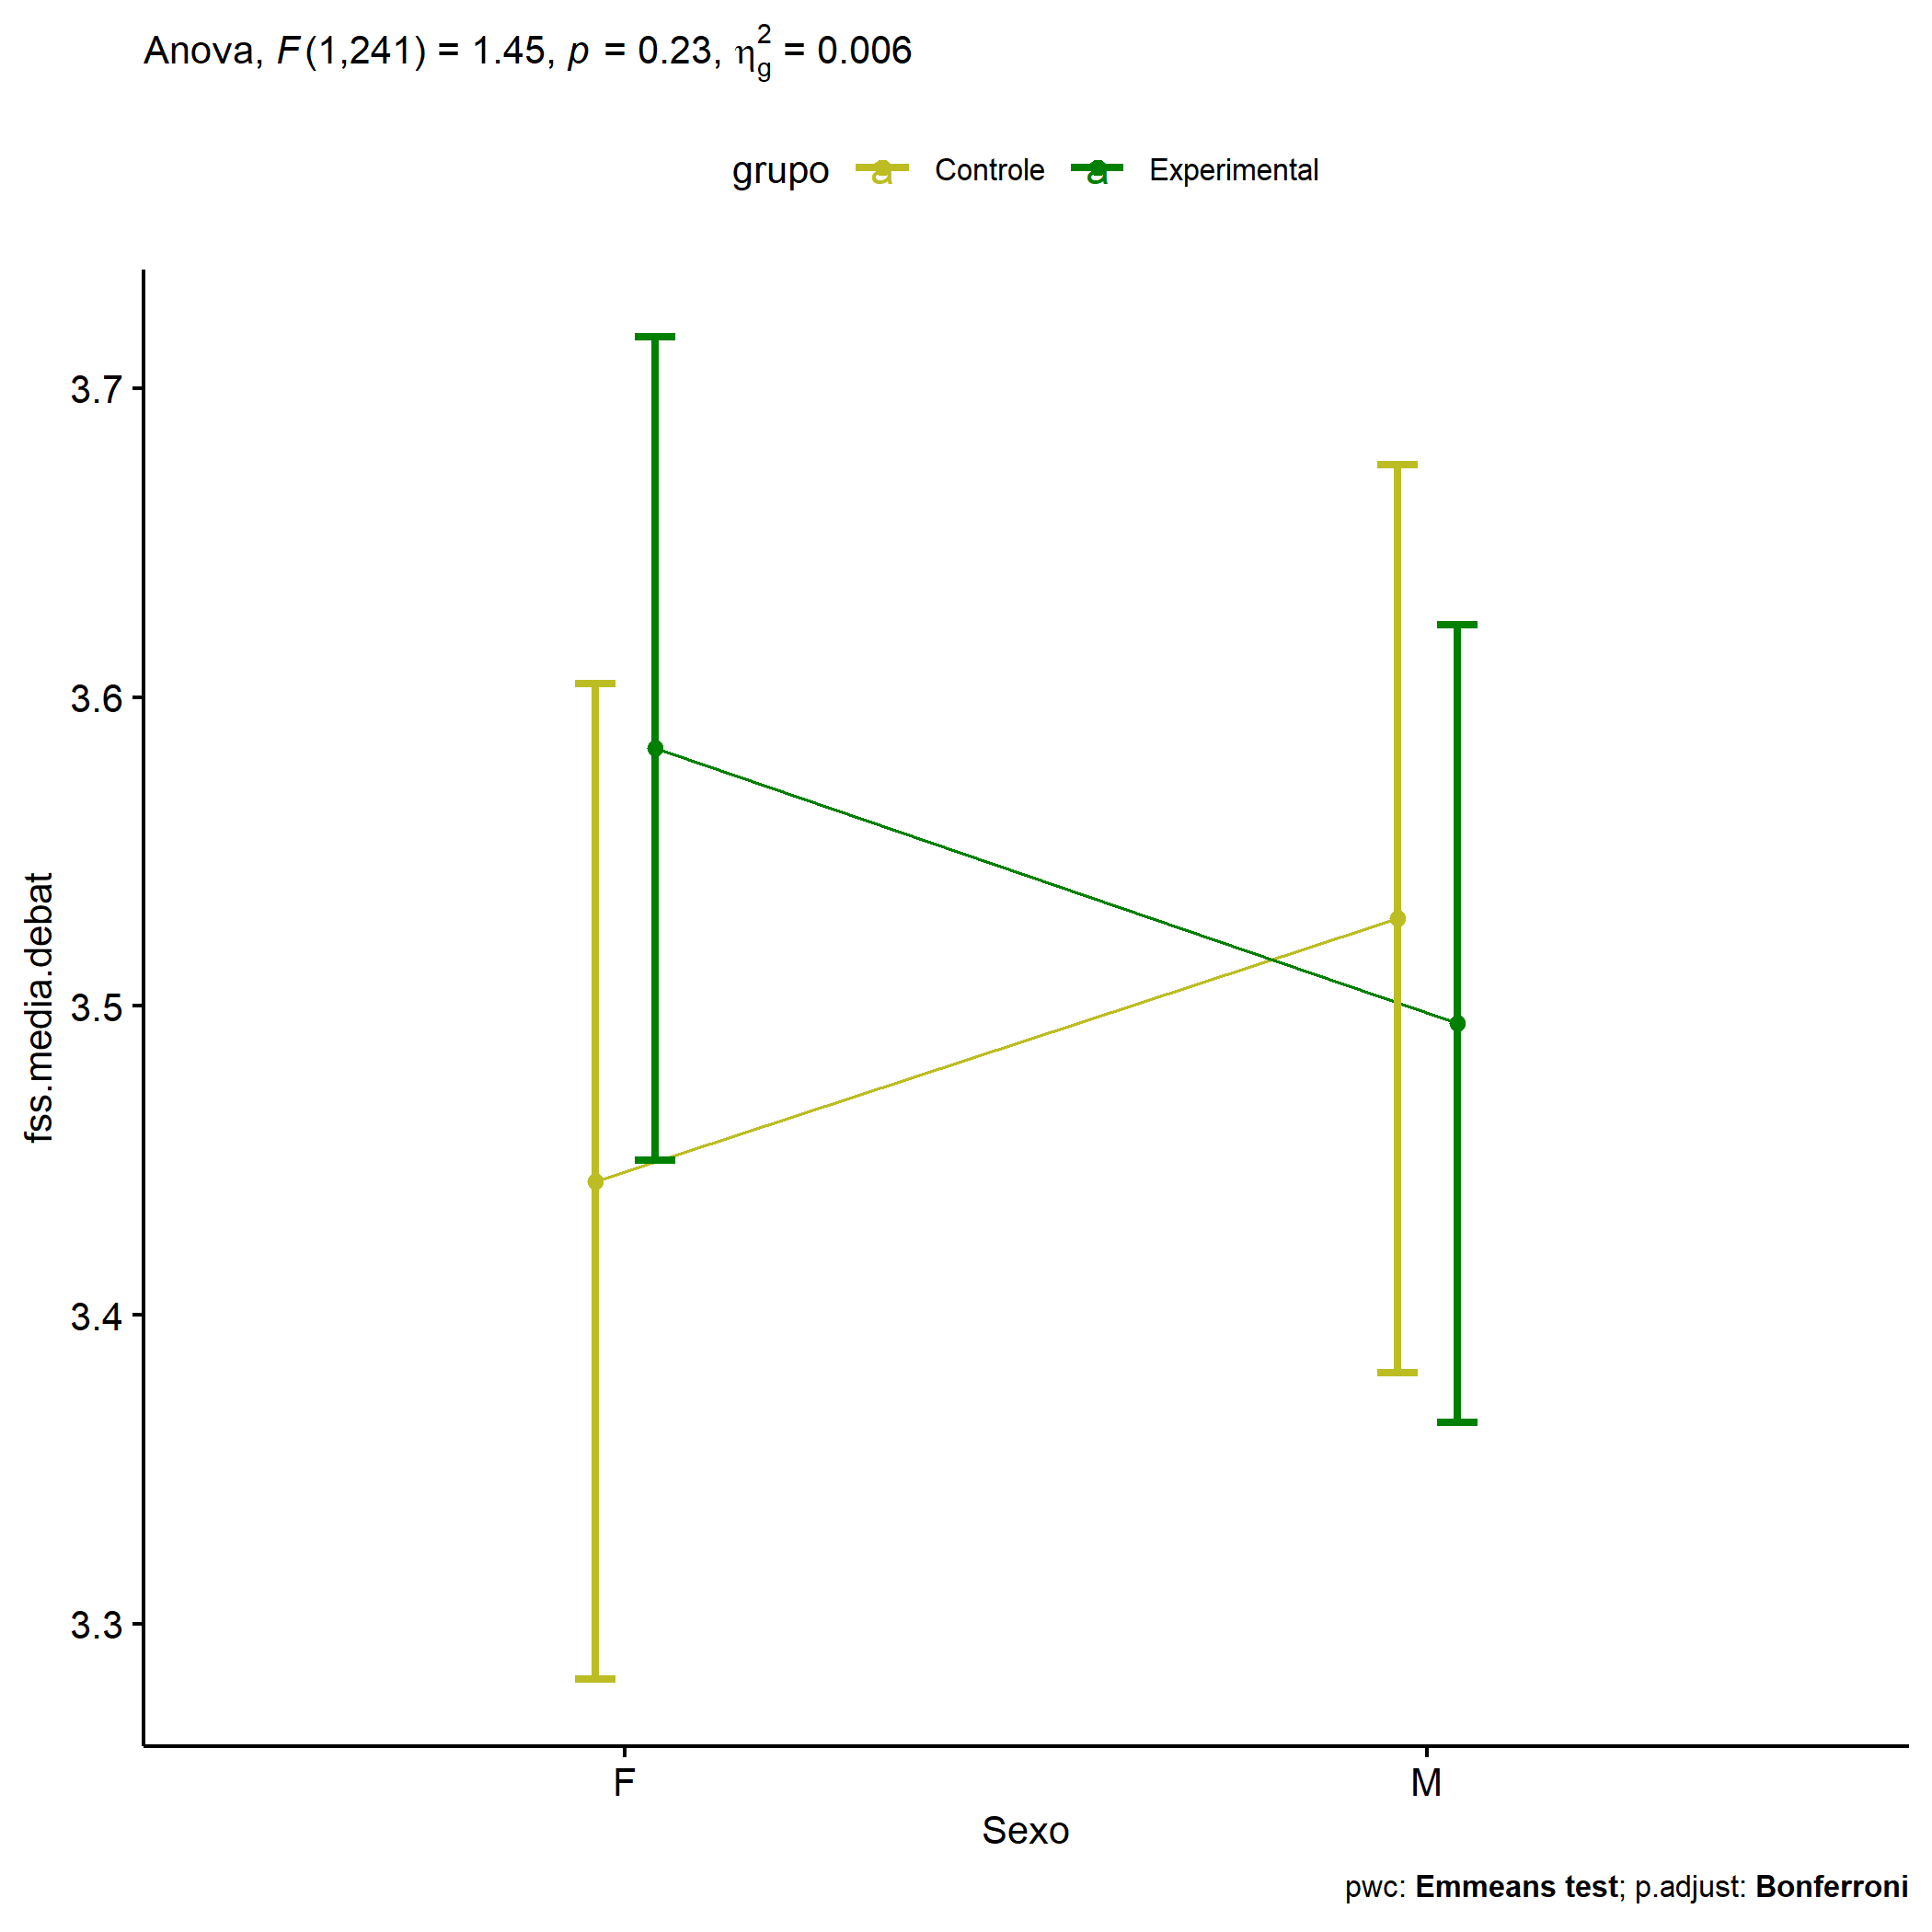 Anova, F(1,241) = 1.45, p = 0.23, η²g = 0.006
grupo a Controle a Experimental
3.7
3.6
3.5
3.4
3.3
fss.media.debat
F M
Sexo
pwc: Emmeans test; p.adjust: Bonferroni